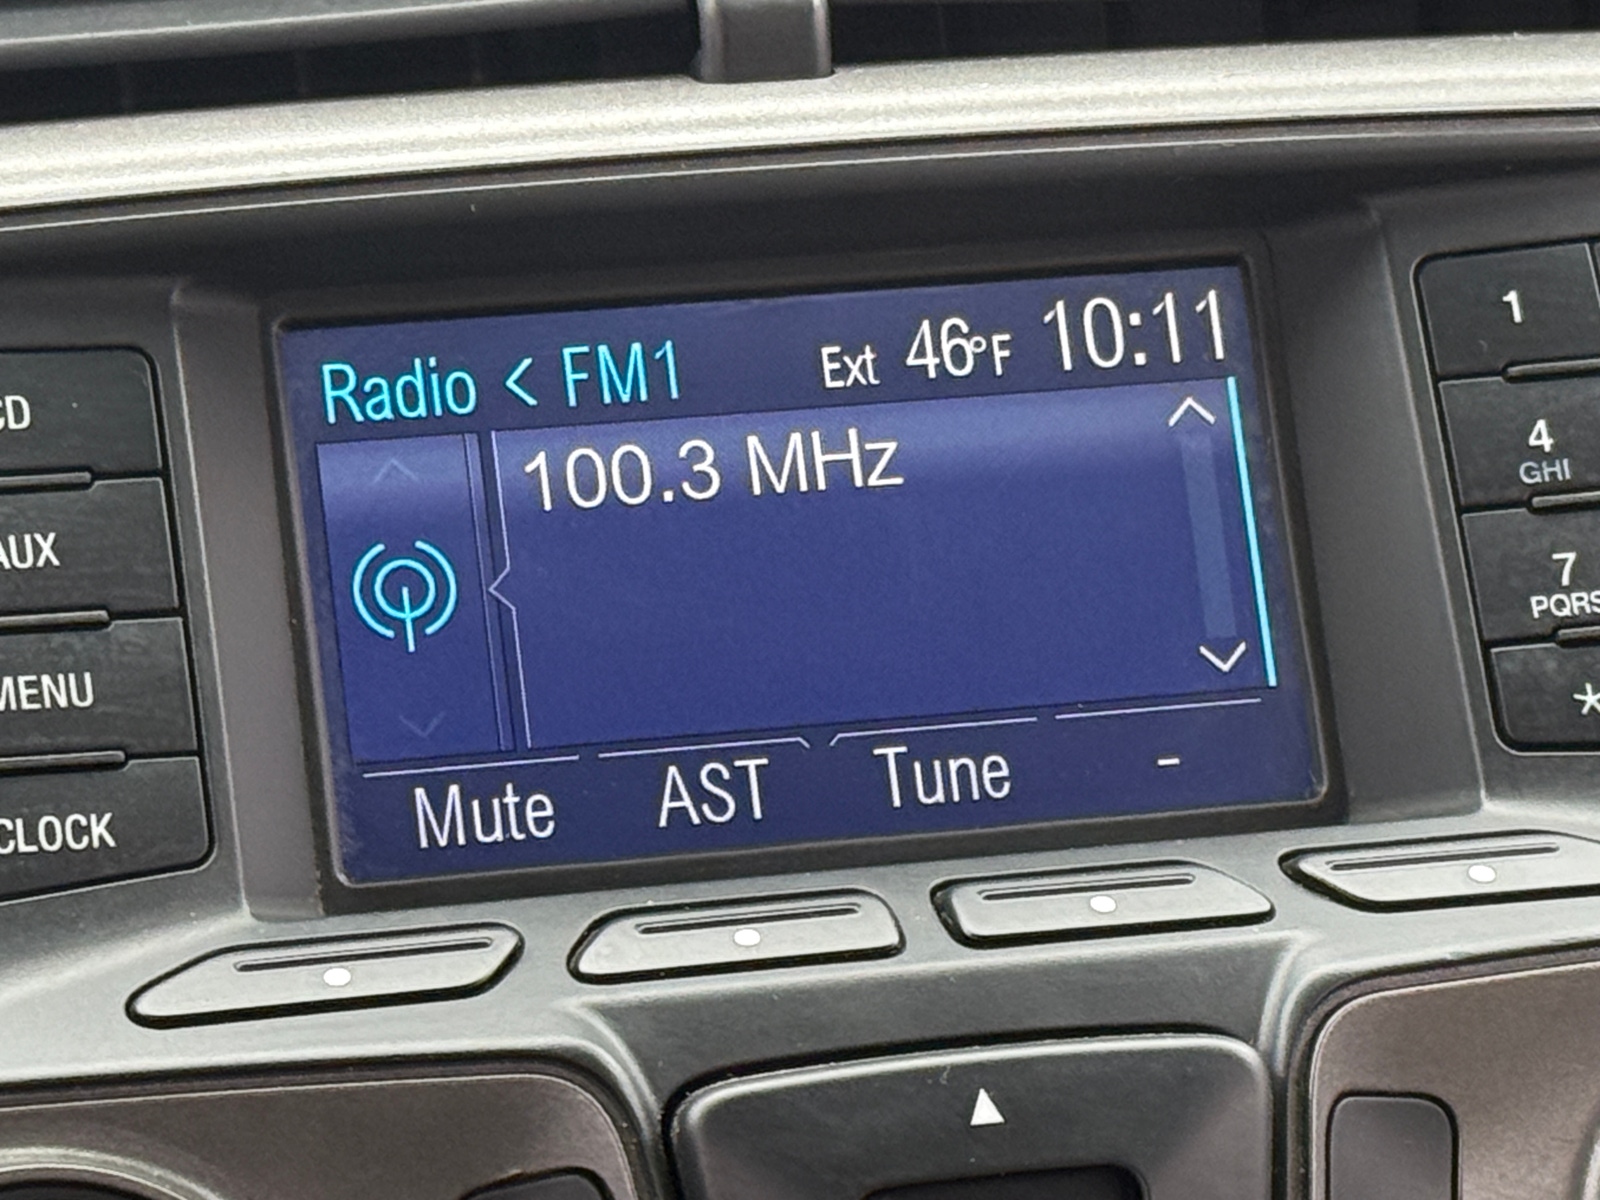 Radio < FM1 Ext 46°F 10:11
100.3 MHz
Mute AST Tune -
CD
AUX
MENU
CLOCK
1
4
GHI
7
PQRS
*